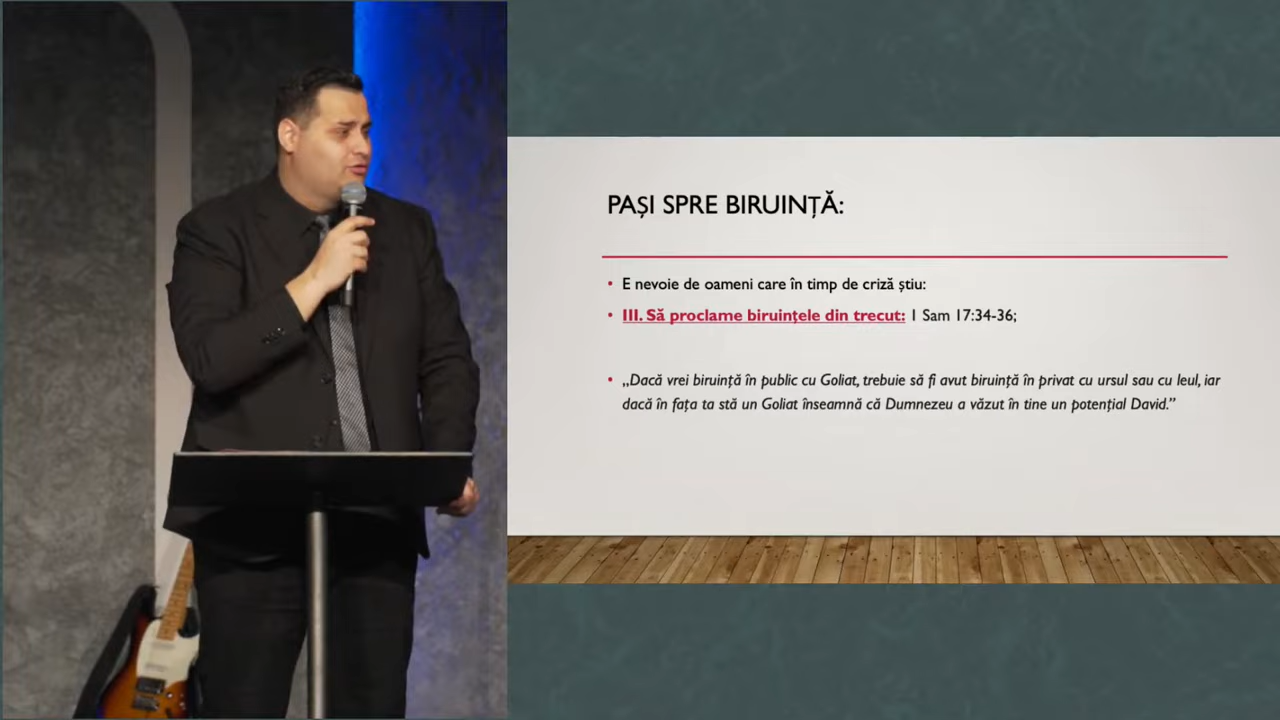 PAȘI SPRE BIRUINȚĂ:
E nevoie de oameni care în timp de criză știu:
III. Să proclame biruințele din trecut: 1 Sam 17:34-36;
„Dacă vrei biruință în public cu Goliat, trebuie să fi avut biruință în privat cu ursul sau cu leul, iar
dacă în fața ta stă un Goliat înseamnă că Dumnezeu a văzut în tine un potențial David.”